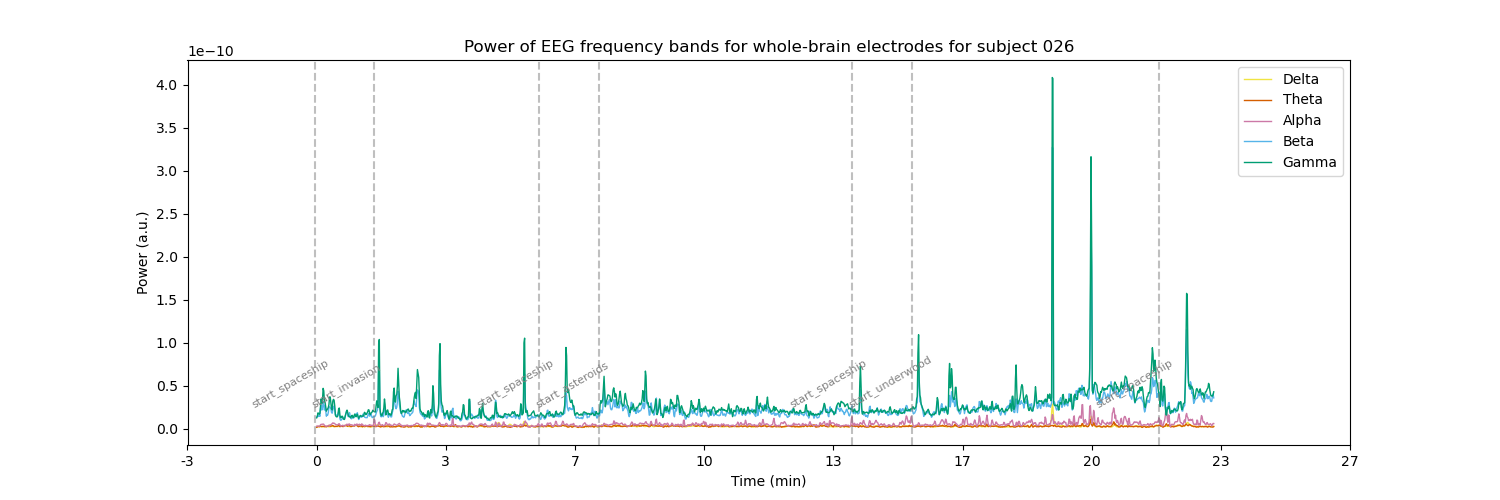 Power of EEG frequency bands for whole-brain electrodes for subject 026
1e−10
4.0
3.5
3.0
2.5
2.0
1.5
1.0
0.5
0.0
Power (a.u.)
Delta
Theta
Alpha
Beta
Gamma
start_spaceship
start_invasion
start_spaceship
start_asteroids
start_spaceship
start_underwood
start_spaceship
-3
0
3
7
10
13
17
20
23
27
Time (min)